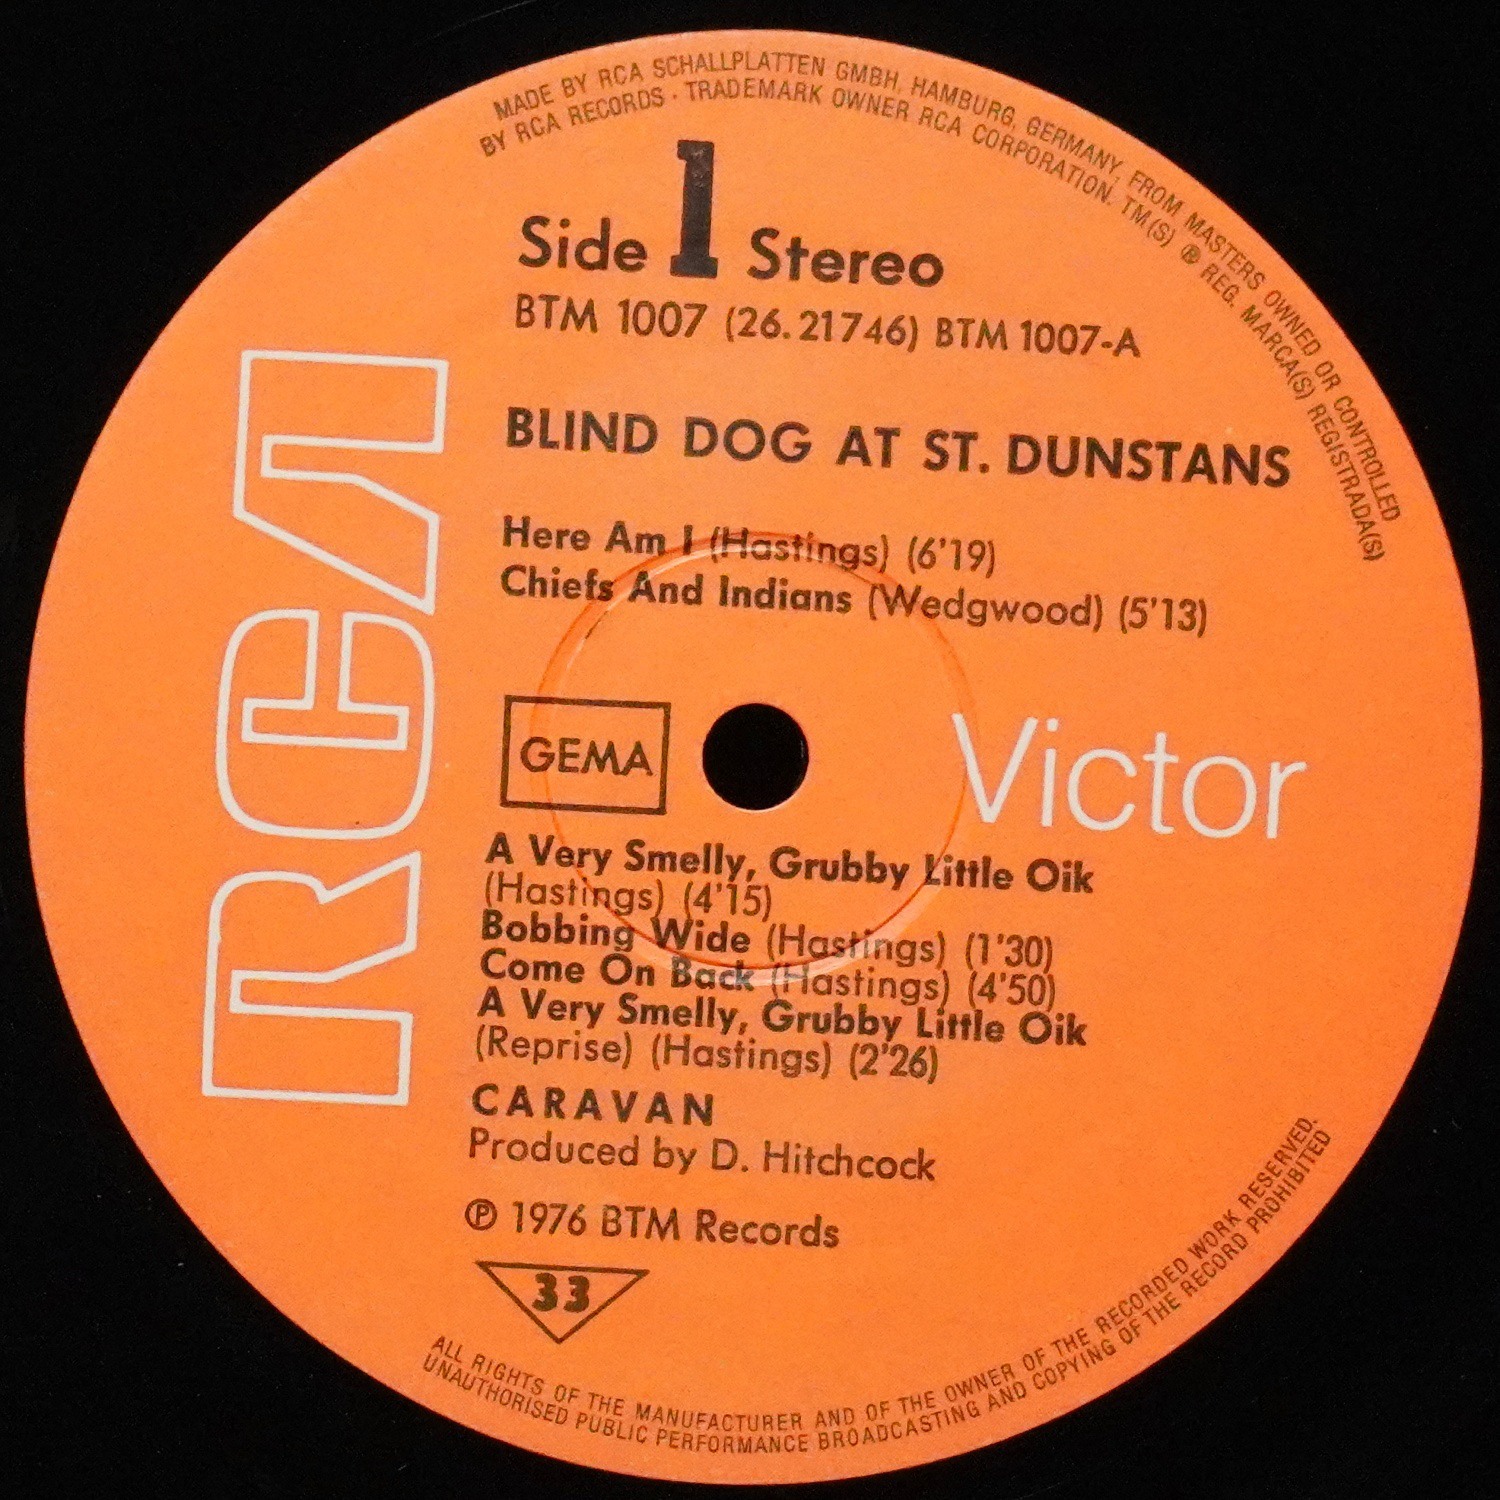 MADE BY RCA SCHALLPLATTEN GMBH, HAMBURG, GERMANY, FROM MASTERS OWNED OR CONTROLLED
BY RCA RECORDS · TRADEMARK OWNER RCA CORPORATION. TM(S) ® REG. MARCA(S) REGISTRADA(S)
Side 1 Stereo
BTM 1007 (26.21746) BTM 1007-A
BLIND DOG AT ST. DUNSTANS
Here Am I (Hastings) (6'19)
Chiefs And Indians (Wedgwood) (5'13)
RCA
GEMA
Victor
A Very Smelly, Grubby Little Oik
(Hastings) (4'15)
Bobbing Wide (Hastings) (1'30)
Come On Back (Hastings) (4'50)
A Very Smelly, Grubby Little Oik
(Reprise) (Hastings) (2'26)
CARAVAN
Produced by D. Hitchcock
℗ 1976 BTM Records
33
ALL RIGHTS OF THE MANUFACTURER AND OF THE OWNER OF THE RECORDED WORK RESERVED.
UNAUTHORISED PUBLIC PERFORMANCE BROADCASTING AND COPYING OF THE RECORD PROHIBITED